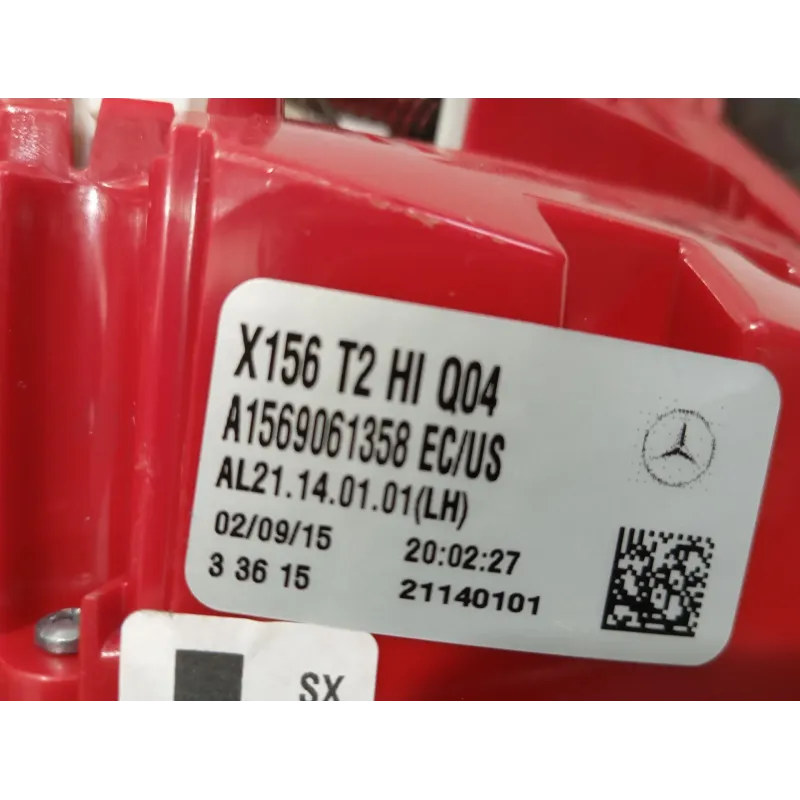 X156 T2 HI Q04
A1569061358 EC/US
AL21.14.01.01(LH)
02/09/15 20:02:27
3 36 15 21140101
SX